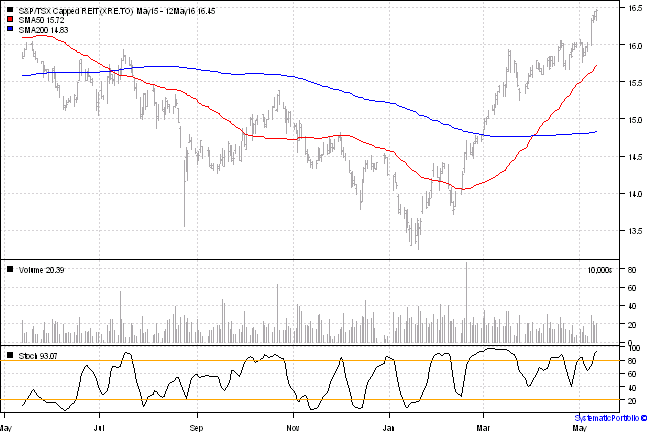 S&P/TSX Capped REIT(XRE.TO) May15 - 12May16 16.45
SMA50 15.72
SMA200 14.83
16.5
16.0
15.5
15.0
14.5
14.0
13.5
Volume 20.39
10,000s
80
60
40
20
0
Stoch 93.07
100
80
60
40
20
May
Jul
Sep
Nov
Jan
Mar
May
SystematicPortfolio ©